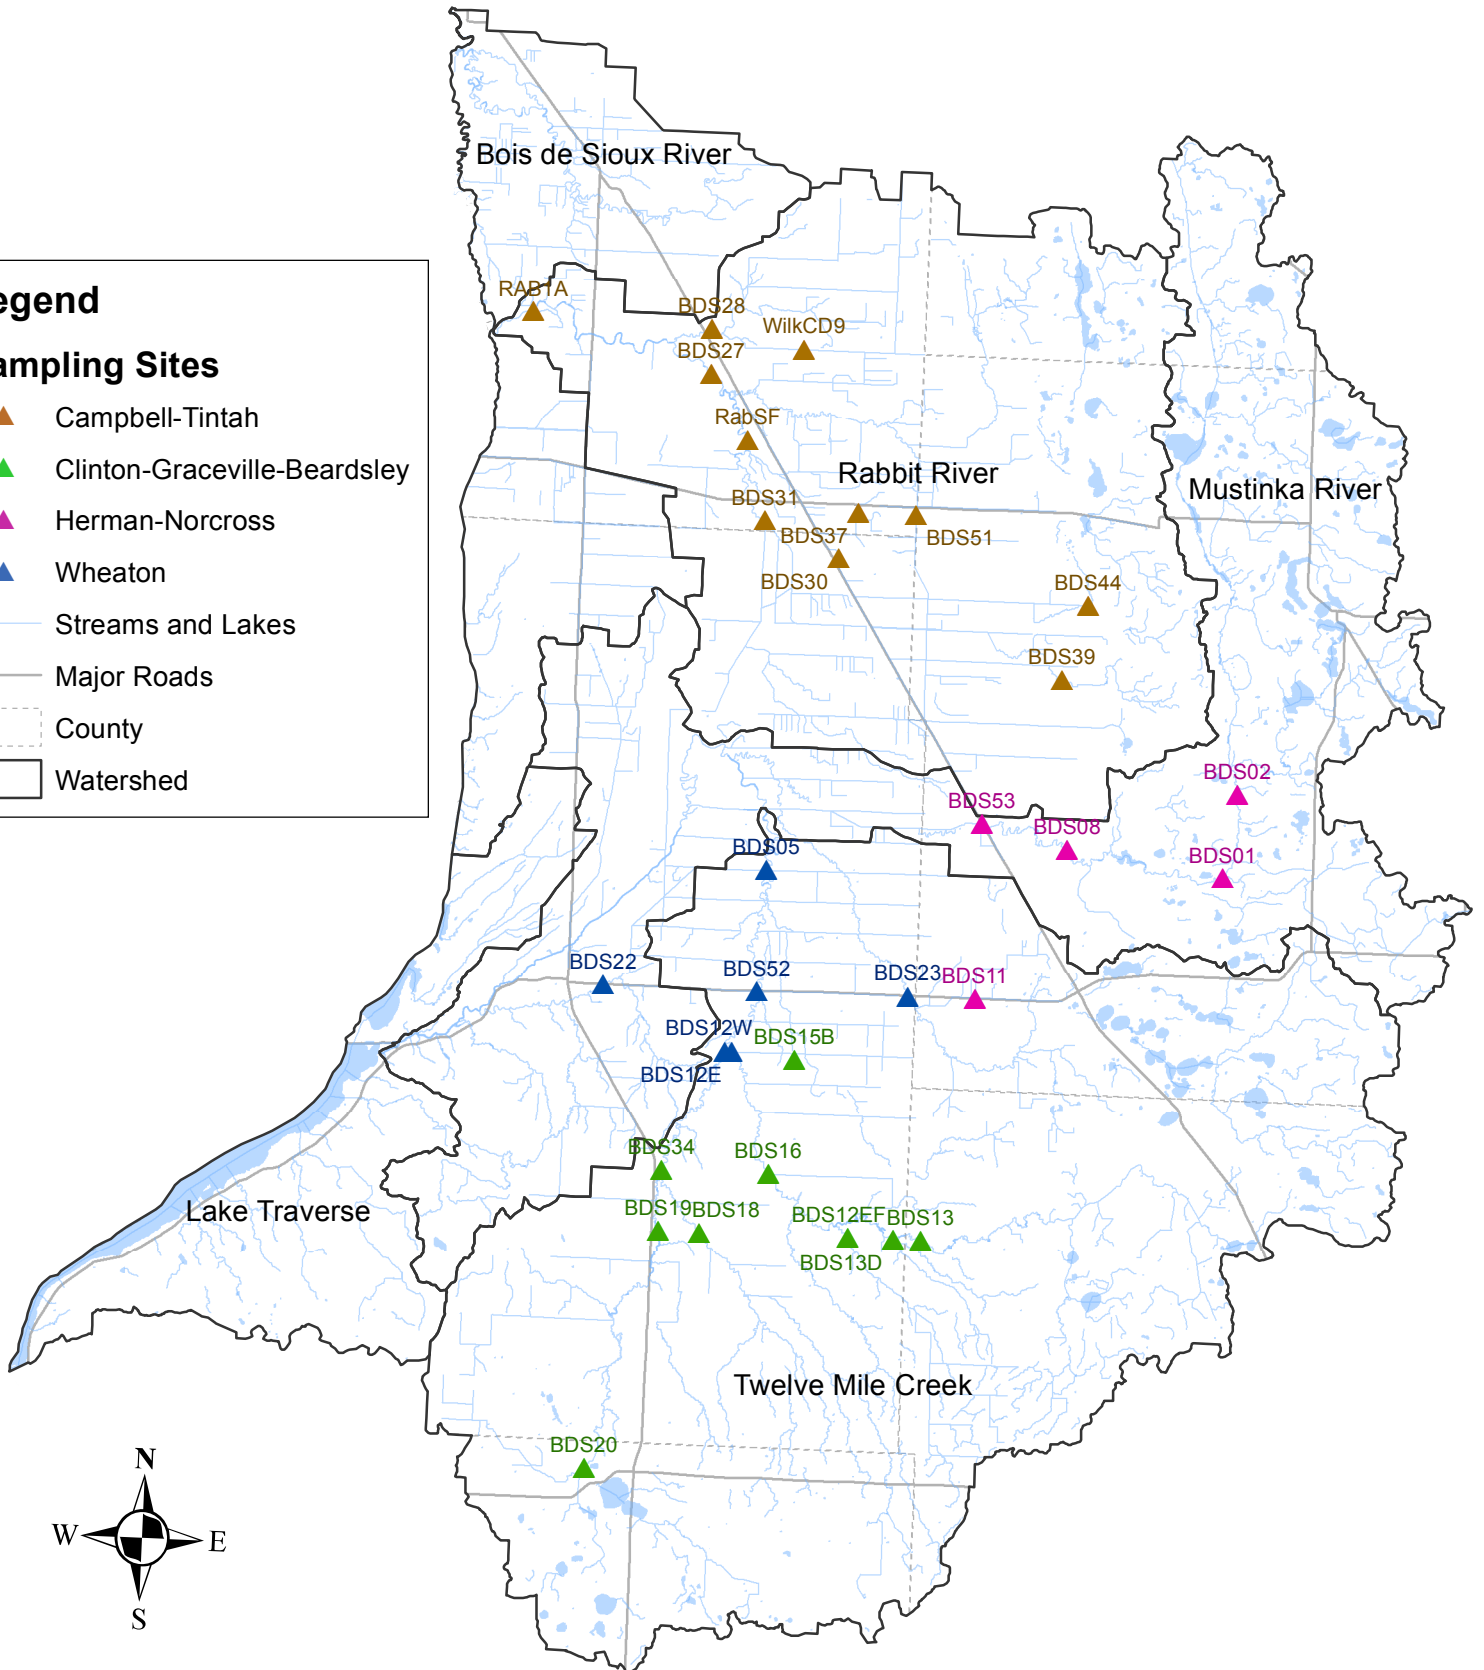 Bois de Sioux River
egend
RAB1A
BDS28
WilkCD9
ampling Sites
BDS27
Campbell-Tintah
RabSF
Clinton-Graceville-Beardsley
Rabbit River
Mustinka River
BDS31
Herman-Norcross
BDS37
BDS51
Wheaton
BDS30
BDS44
Streams and Lakes
BDS39
Major Roads
County
Watershed
BDS02
BDS53
BDS08
BDS05
BDS01
BDS22
BDS52
BDS23
BDS11
BDS12W
BDS15B
BDS12E
BDS34
BDS16
Lake Traverse
BDS19
BDS18
BDS12EF
BDS13
BDS13D
Twelve Mile Creek
BDS20
N
W
E
S